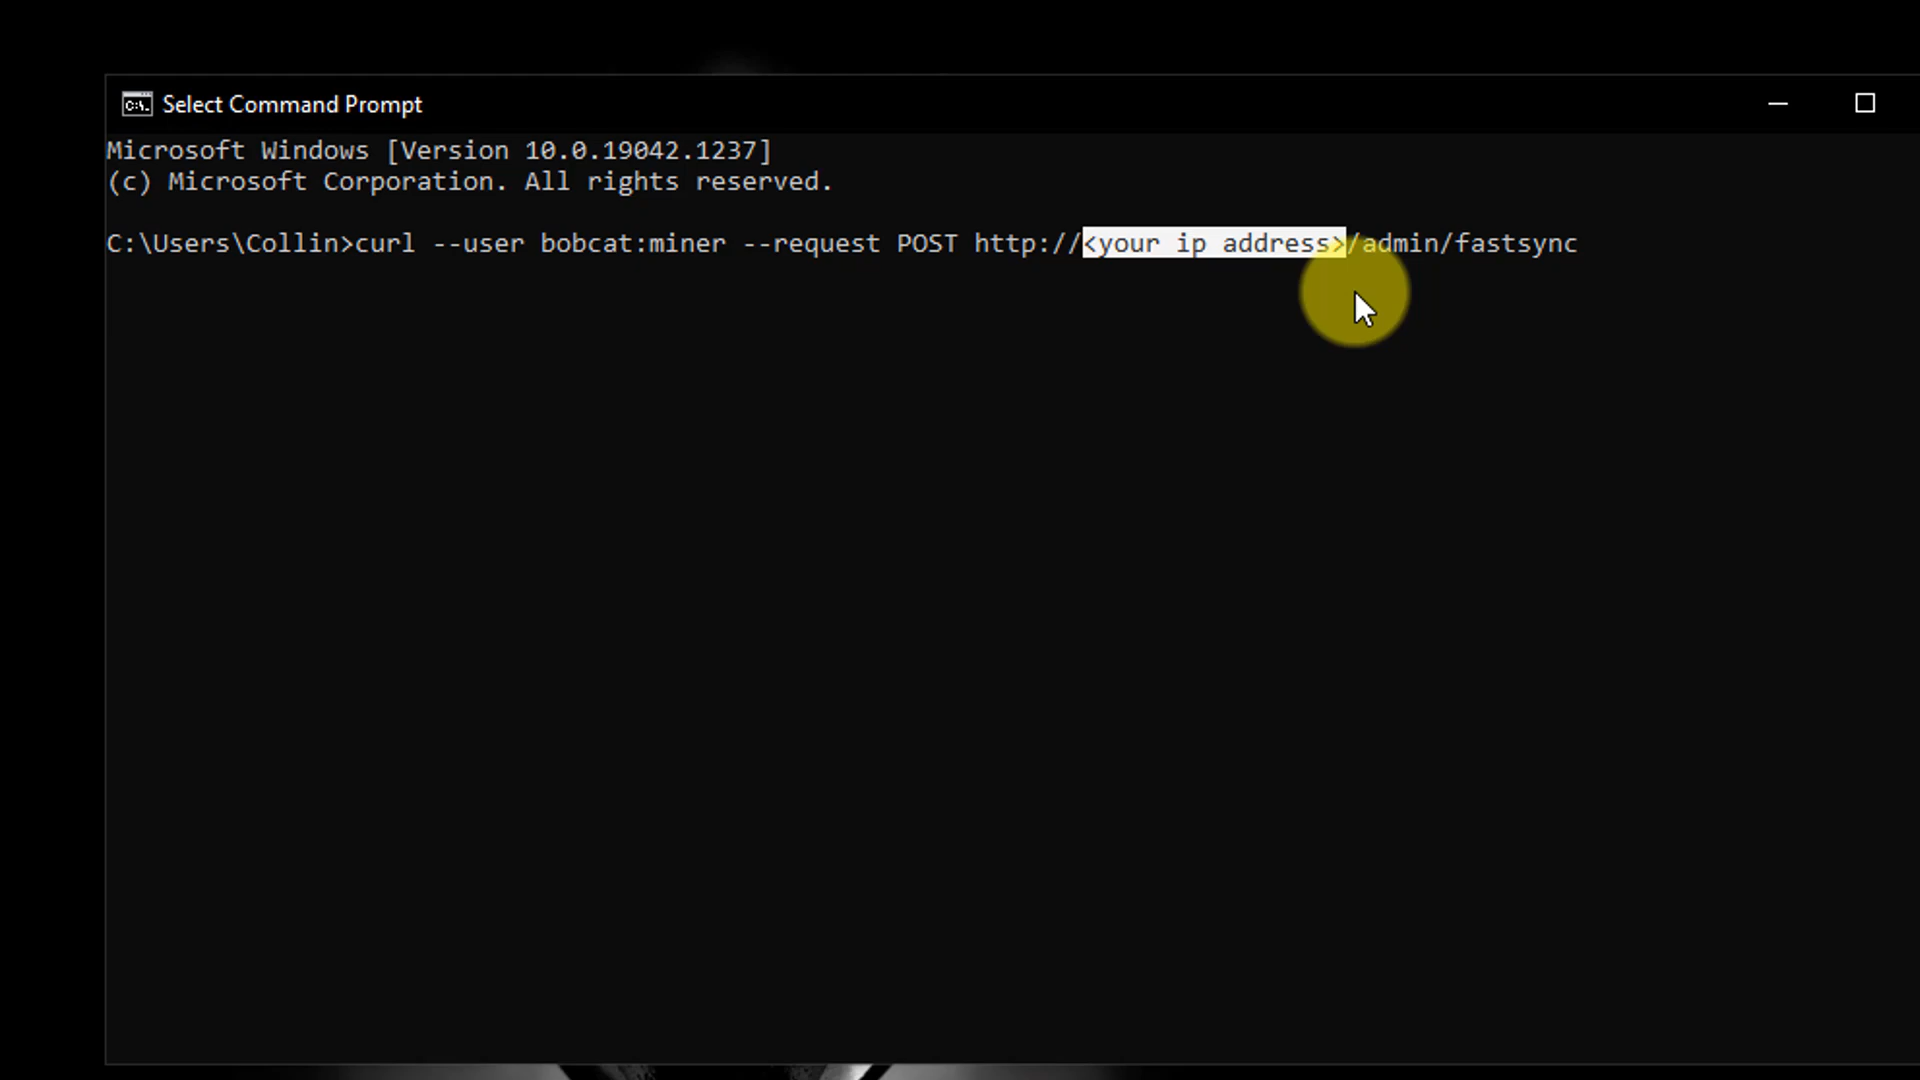 Select Command Prompt
Microsoft Windows [Version 10.0.19042.1237]
(c) Microsoft Corporation. All rights reserved.
C:\Users\Collin>curl --user bobcat:miner --request POST http://<your ip address>/admin/fastsync